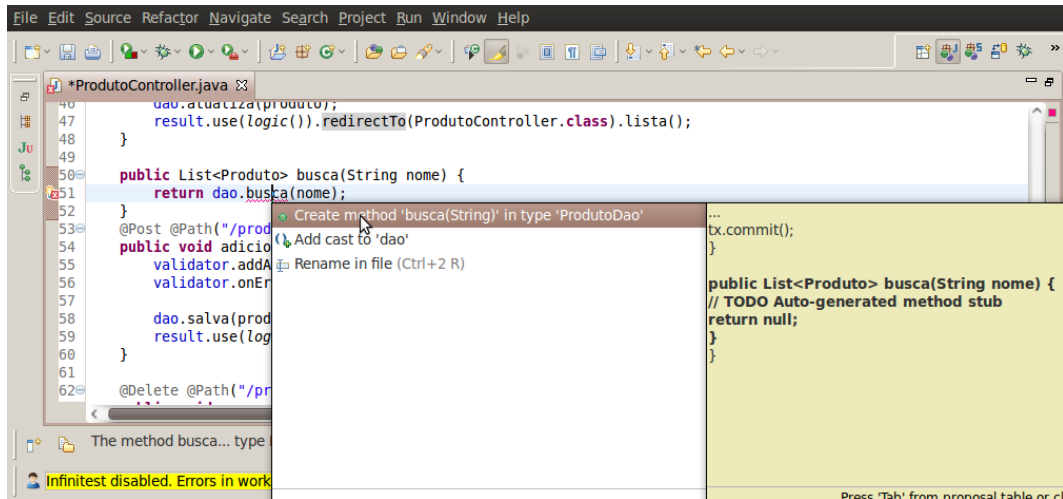 File Edit Source Refactor Navigate Search Project Run Window Help
*ProdutoController.java
46 dao.atualiza(produto);
47 result.use(logic()).redirectTo(ProdutoController.class).lista();
48 }
49
50 public List<Produto> busca(String nome) {
51 return dao.busca(nome);
52 }
53 @Post @Path("/prod
54 public void adicio
55 validator.addA
56 validator.onEr
57
58 dao.salva(prod
59 result.use(log
60 }
61
62 @Delete @Path("/pr
Create method 'busca(String)' in type 'ProdutoDao'
Add cast to 'dao'
Rename in file (Ctrl+2 R)
...
tx.commit();
}
public List<Produto> busca(String nome) {
// TODO Auto-generated method stub
return null;
}
}
The method busca... type
Infinitest disabled. Errors in work
Press 'Tab' from proposal table or cl